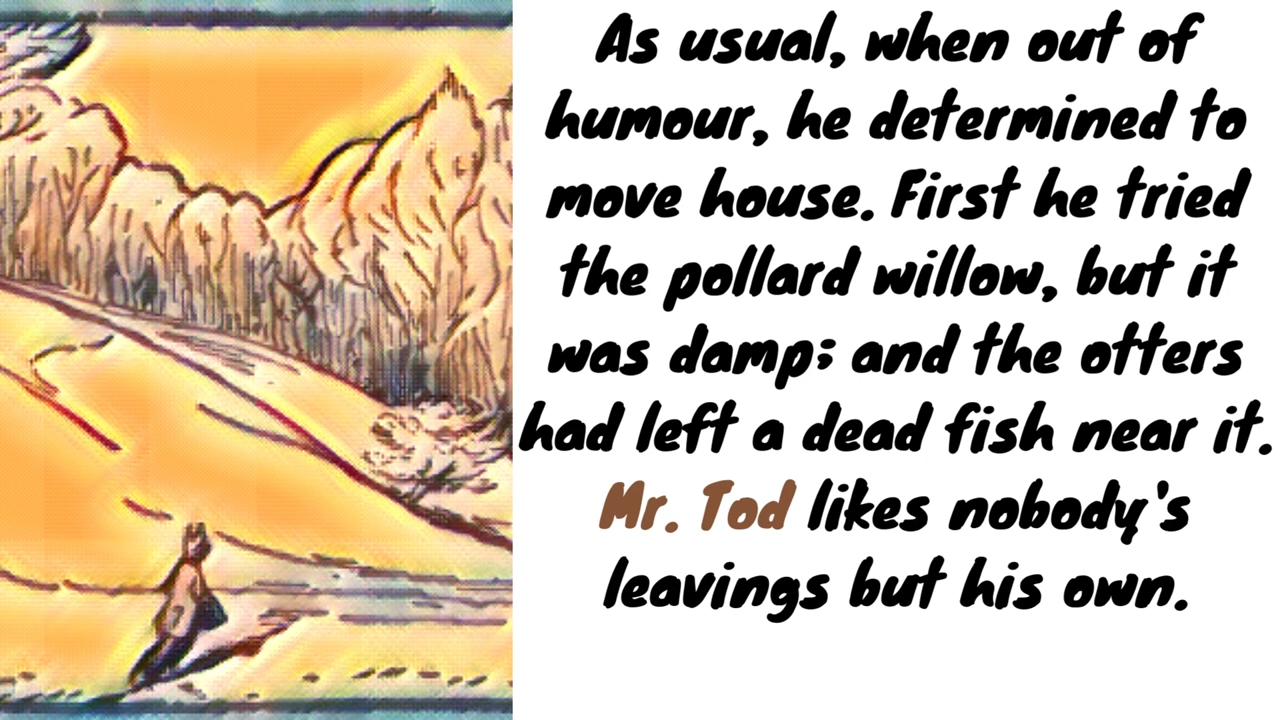 As usual, when out of
humour, he determined to
move house. First he tried
the pollard willow, but it
was damp; and the otters
had left a dead fish near it.
Mr. Tod likes nobody's
leavings but his own.